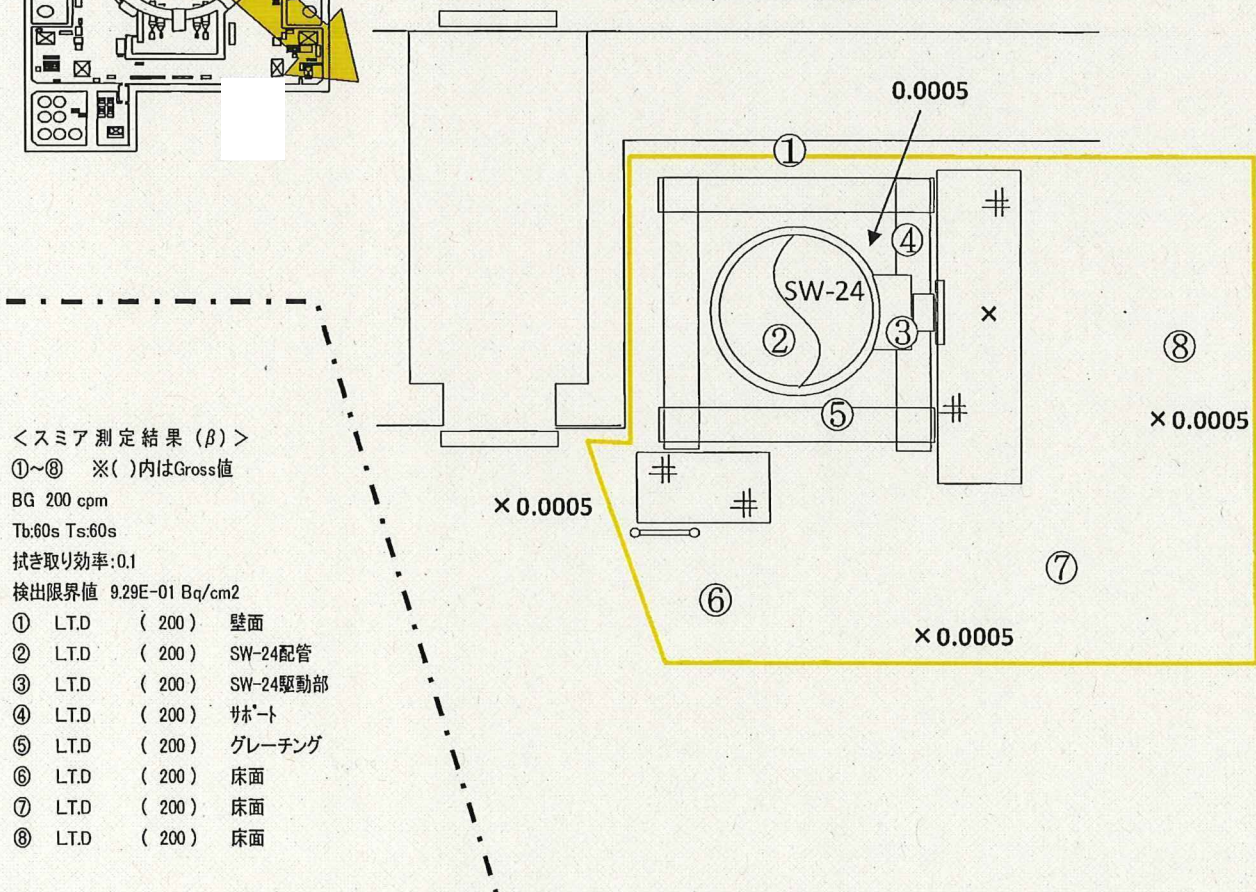 0.0005
①
④
SW-24
×
③
②
⑧
⑤
×0.0005
×0.0005
⑦
⑥
×0.0005
＜スミア測定結果（β）＞
①～⑧　※( )内はGross値
BG 200 cpm
Tb:60s Ts:60s
拭き取り効率:0.1
検出限界値 9.29E-01 Bq/cm2
① L.T.D ( 200 ) 壁面
② L.T.D ( 200 ) SW-24配管
③ L.T.D ( 200 ) SW-24駆動部
④ L.T.D ( 200 ) ｻﾎﾟｰﾄ
⑤ L.T.D ( 200 ) グレーチング
⑥ L.T.D ( 200 ) 床面
⑦ L.T.D ( 200 ) 床面
⑧ L.T.D ( 200 ) 床面